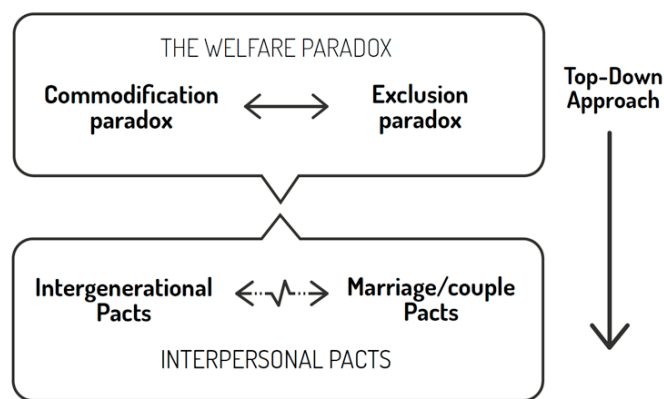 THE WELFARE PARADOX
Commodification
paradox
Exclusion
paradox
Top-Down
Approach
Intergenerational
Pacts
Marriage/couple
Pacts
INTERPERSONAL PACTS